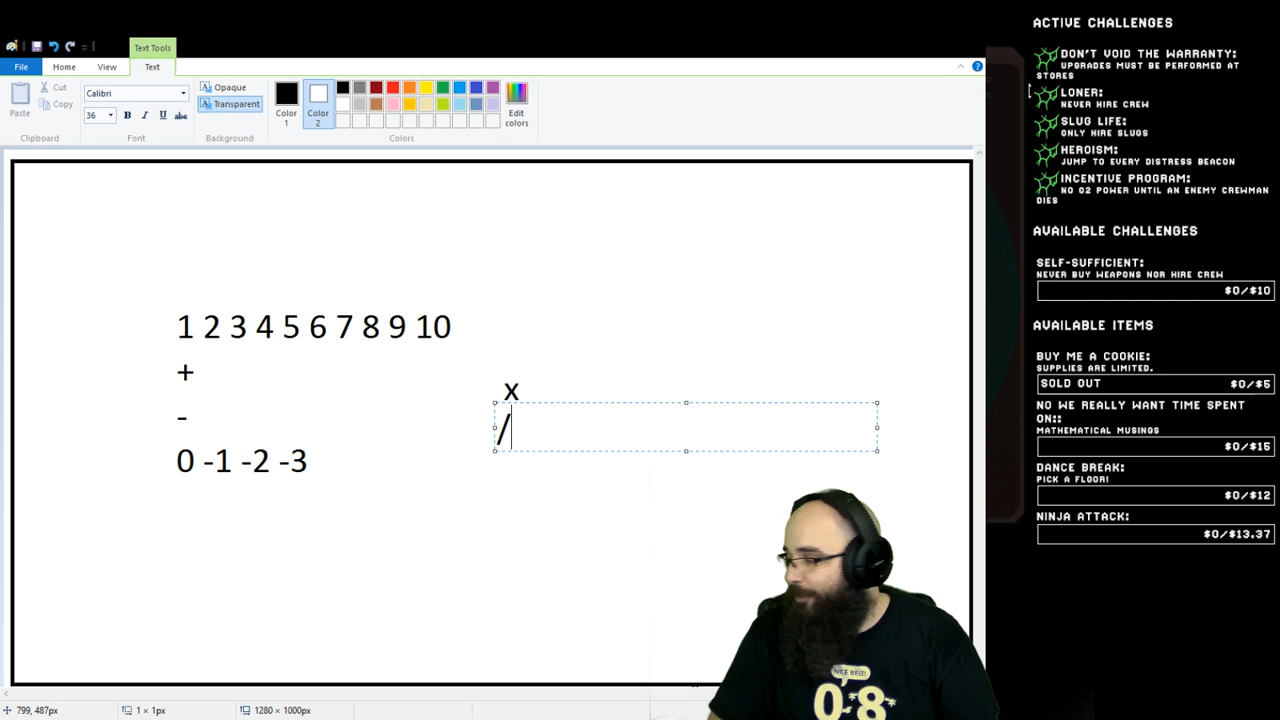 Text Tools
File Home View Text
Paste
Cut
Copy
Clipboard
Calibri
36 B I U abc
Font
Opaque
Transparent
Background
Color 1
Color 2
Edit colors
Colors
1 2 3 4 5 6 7 8 9 10
+
-
0 -1 -2 -3
x
/
799, 487px
1 × 1px
1280 × 1000px
NICE BELT!
0-8-
ACTIVE CHALLENGES
DON'T VOID THE WARRANTY:
UPGRADES MUST BE PERFORMED AT
STORES
LONER:
NEVER HIRE CREW
SLUG LIFE:
ONLY HIRE SLUGS
HEROISM:
JUMP TO EVERY DISTRESS BEACON
INCENTIVE PROGRAM:
NO O2 POWER UNTIL AN ENEMY CREWMAN
DIES
AVAILABLE CHALLENGES
SELF-SUFFICIENT:
NEVER BUY WEAPONS NOR HIRE CREW
$0/$10
AVAILABLE ITEMS
BUY ME A COOKIE:
SUPPLIES ARE LIMITED.
SOLD OUT $0/$5
NO WE REALLY WANT TIME SPENT
ON::
MATHEMATICAL MUSINGS
$0/$15
DANCE BREAK:
PICK A FLOOR!
$0/$12
NINJA ATTACK:
$0/$13.37